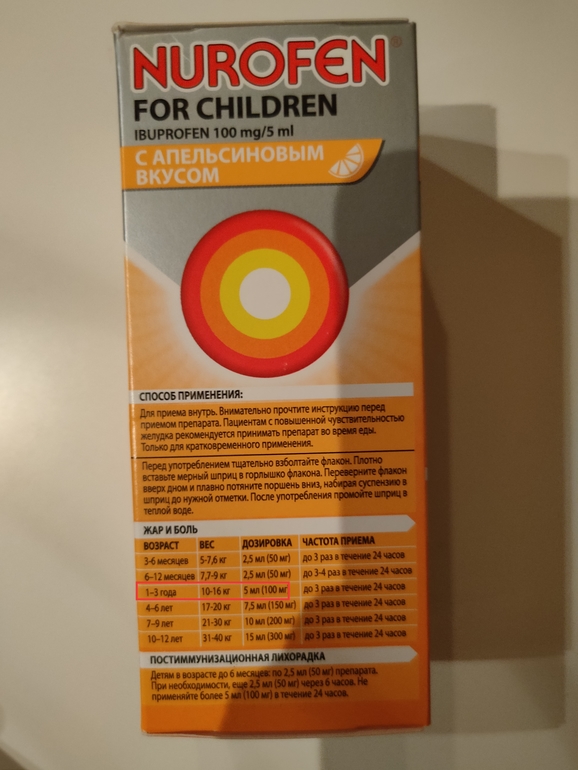 NUROFEN®
FOR CHILDREN
IBUPROFEN 100 mg/5 ml
С АПЕЛЬСИНОВЫМ
ВКУСОМ
СПОСОБ ПРИМЕНЕНИЯ:
Для приема внутрь. Внимательно прочтите инструкцию перед
приемом препарата. Пациентам с повышенной чувствительностью
желудка рекомендуется принимать препарат во время еды.
Только для кратковременного применения.
Перед употреблением тщательно взболтайте флакон. Плотно
вставьте мерный шприц в горлышко флакона. Переверните флакон
вверх дном и плавно потяните поршень вниз, набирая суспензию в
шприц до нужной отметки. После употребления промойте шприц в
теплой воде.
ЖАР И БОЛЬ
ВОЗРАСТ ВЕС ДОЗИРОВКА ЧАСТОТА ПРИЕМА
3-6 месяцев 5-7,6 кг 2,5 мл (50 мг) до 3 раз в течение 24 часов
6–12 месяцев 7,7-9 кг 2,5 мл (50 мг) до 3-4 раз в течение 24 часов
1–3 года 10-16 кг 5 мл (100 мг до 3 раз в течение 24 часов
4–6 лет 17-20 кг 7,5 мл (150 мг) до 3 раз в течение 24 часов
7–9 лет 21-30 кг 10 мл (200 мг) до 3 раз в течение 24 часов
10–12 лет 31-40 кг 15 мл (300 мг) до 3 раз в течение 24 часов
ПОСТИММУНИЗАЦИОННАЯ ЛИХОРАДКА
Детям в возрасте до 6 месяцев: по 2,5 мл (50 мг) препарата.
При необходимости, еще 2,5 мл (50 мг) через 6 часов. Не
применяйте более 5 мл (100 мг) в течение 24 часов.